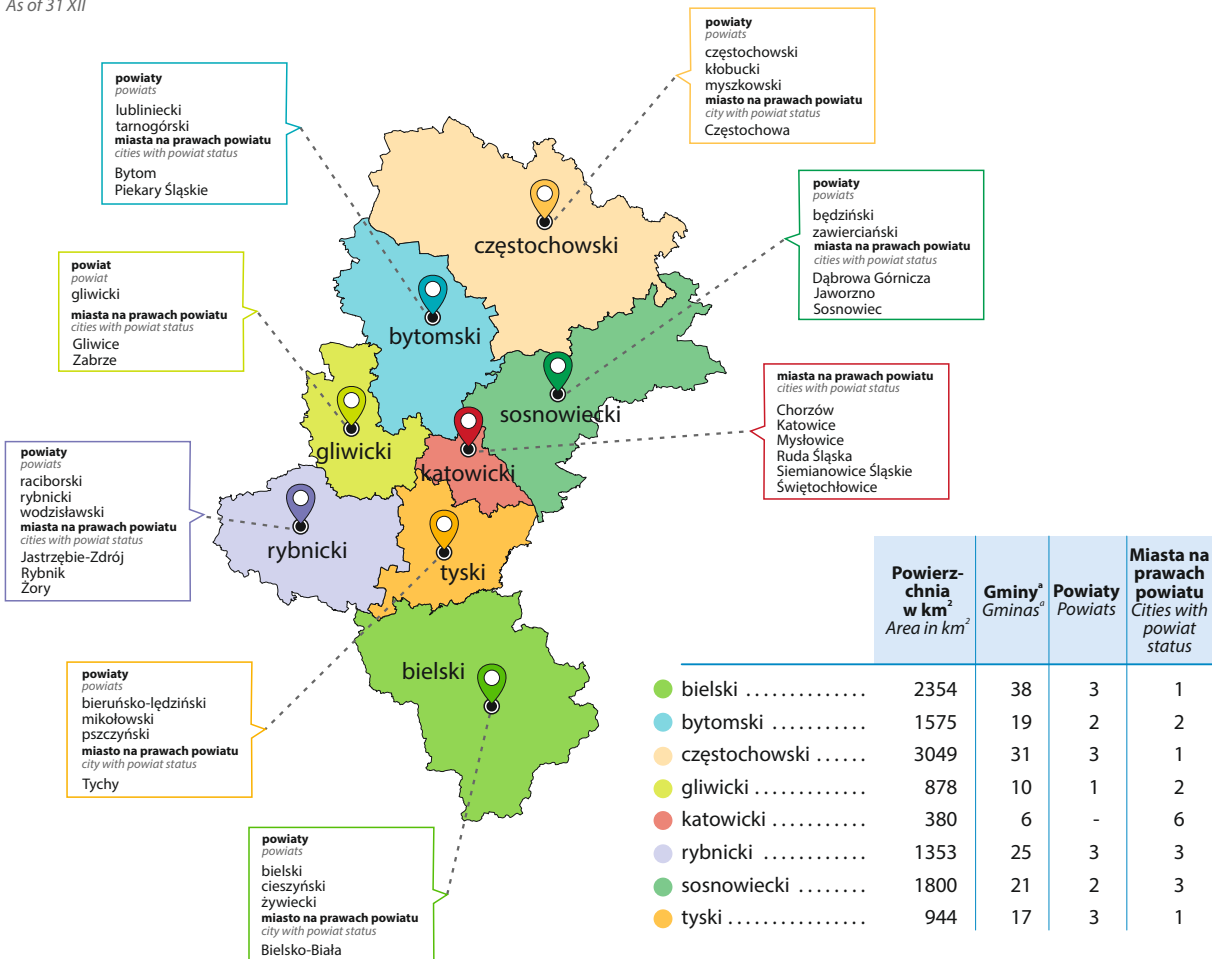 As of 31 XII
powiaty
powiats
częstochowski
kłobucki
myszkowski
miasto na prawach powiatu
city with powiat status
Częstochowa
powiaty
powiats
lubliniecki
tarnogórski
miasta na prawach powiatu
cities with powiat status
Bytom
Piekary Śląskie
powiaty
powiats
będziński
zawierciański
miasta na prawach powiatu
cities with powiat status
Dąbrowa Górnicza
Jaworzno
Sosnowiec
powiat
powiat
gliwicki
miasta na prawach powiatu
cities with powiat status
Gliwice
Zabrze
miasta na prawach powiatu
cities with powiat status
Chorzów
Katowice
Mysłowice
Ruda Śląska
Siemianowice Śląskie
Świętochłowice
powiaty
powiats
raciborski
rybnicki
wodzisławski
miasta na prawach powiatu
cities with powiat status
Jastrzębie-Zdrój
Rybnik
Żory
częstochowski
bytomski
sosnowiecki
gliwicki
katowicki
rybnicki
tyski
bielski
powiaty
powiats
bieruńsko-lędziński
mikołowski
pszczyński
miasto na prawach powiatu
city with powiat status
Tychy
powiaty
powiats
bielski
cieszyński
żywiecki
miasto na prawach powiatu
city with powiat status
Bielsko-Biała
Powierz-
chnia
w km²
Area in km²
Gminyᵃ
Gminasᵃ
Powiaty
Powiats
Miasta na
prawach
powiatu
Cities with
powiat
status
bielski .............. 2354 38 3 1
bytomski ............ 1575 19 2 2
częstochowski ...... 3049 31 3 1
gliwicki ............ 878 10 1 2
katowicki ........... 380 6 - 6
rybnicki ............ 1353 25 3 3
sosnowiecki ........ 1800 21 2 3
tyski ................ 944 17 3 1